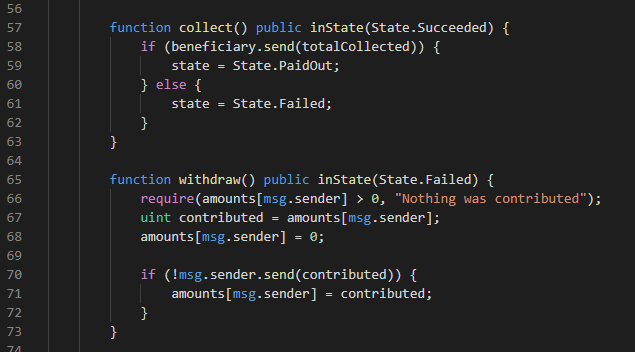 56
57 function collect() public inState(State.Succeeded) {
58 if (beneficiary.send(totalCollected)) {
59 state = State.PaidOut;
60 } else {
61 state = State.Failed;
62 }
63 }
64
65 function withdraw() public inState(State.Failed) {
66 require(amounts[msg.sender] > 0, "Nothing was contributed");
67 uint contributed = amounts[msg.sender];
68 amounts[msg.sender] = 0;
69
70 if (!msg.sender.send(contributed)) {
71 amounts[msg.sender] = contributed;
72 }
73 }
74